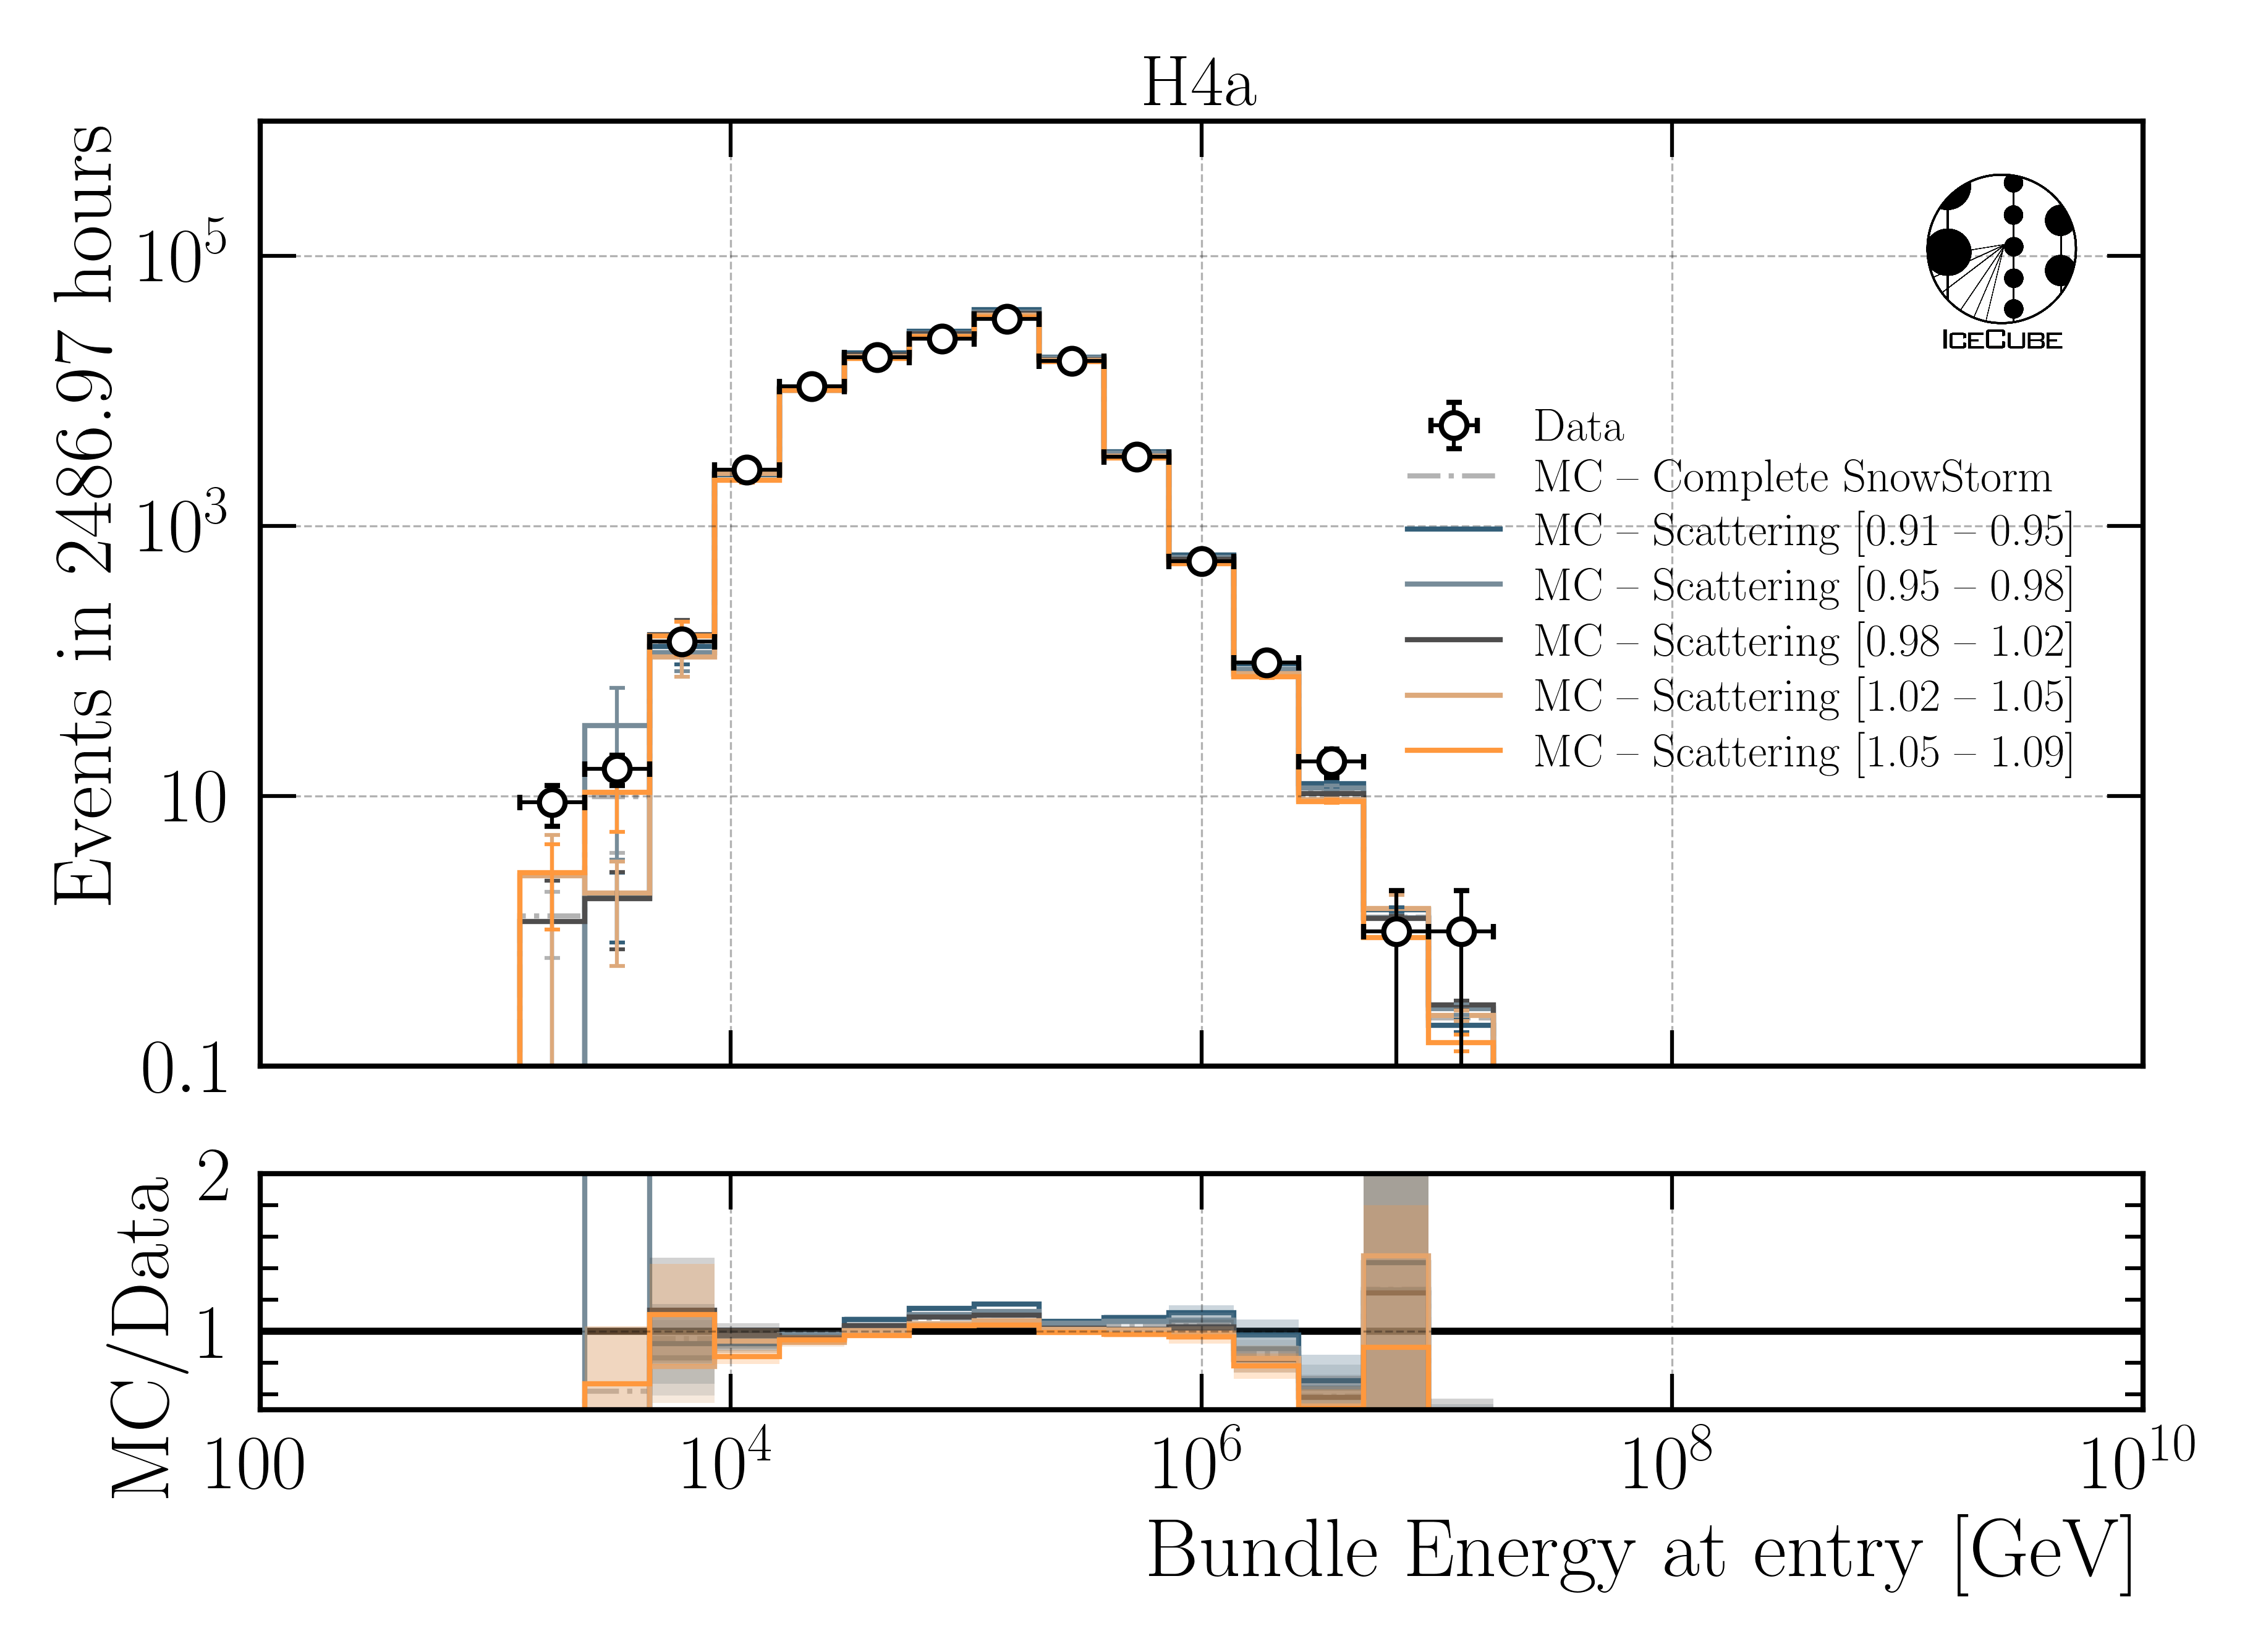 H4a
Events in 2486.97 hours
10^5
10^3
10
0.1
ICECUBE
Data
MC – Complete SnowStorm
MC – Scattering [0.91 – 0.95]
MC – Scattering [0.95 – 0.98]
MC – Scattering [0.98 – 1.02]
MC – Scattering [1.02 – 1.05]
MC – Scattering [1.05 – 1.09]
MC/Data
2
1
100 10^4 10^6 10^8 10^10
Bundle Energy at entry [GeV]